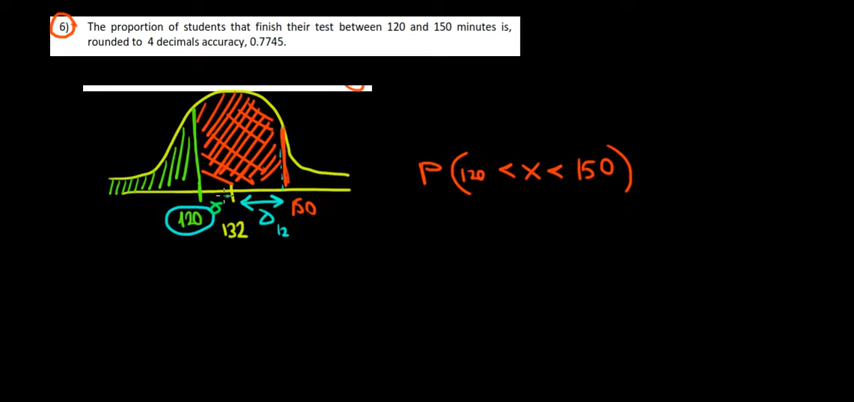 6) The proportion of students that finish their test between 120 and 150 minutes is,
rounded to 4 decimals accuracy, 0.7745.
P(120 < x < 150)
120 132 12 150